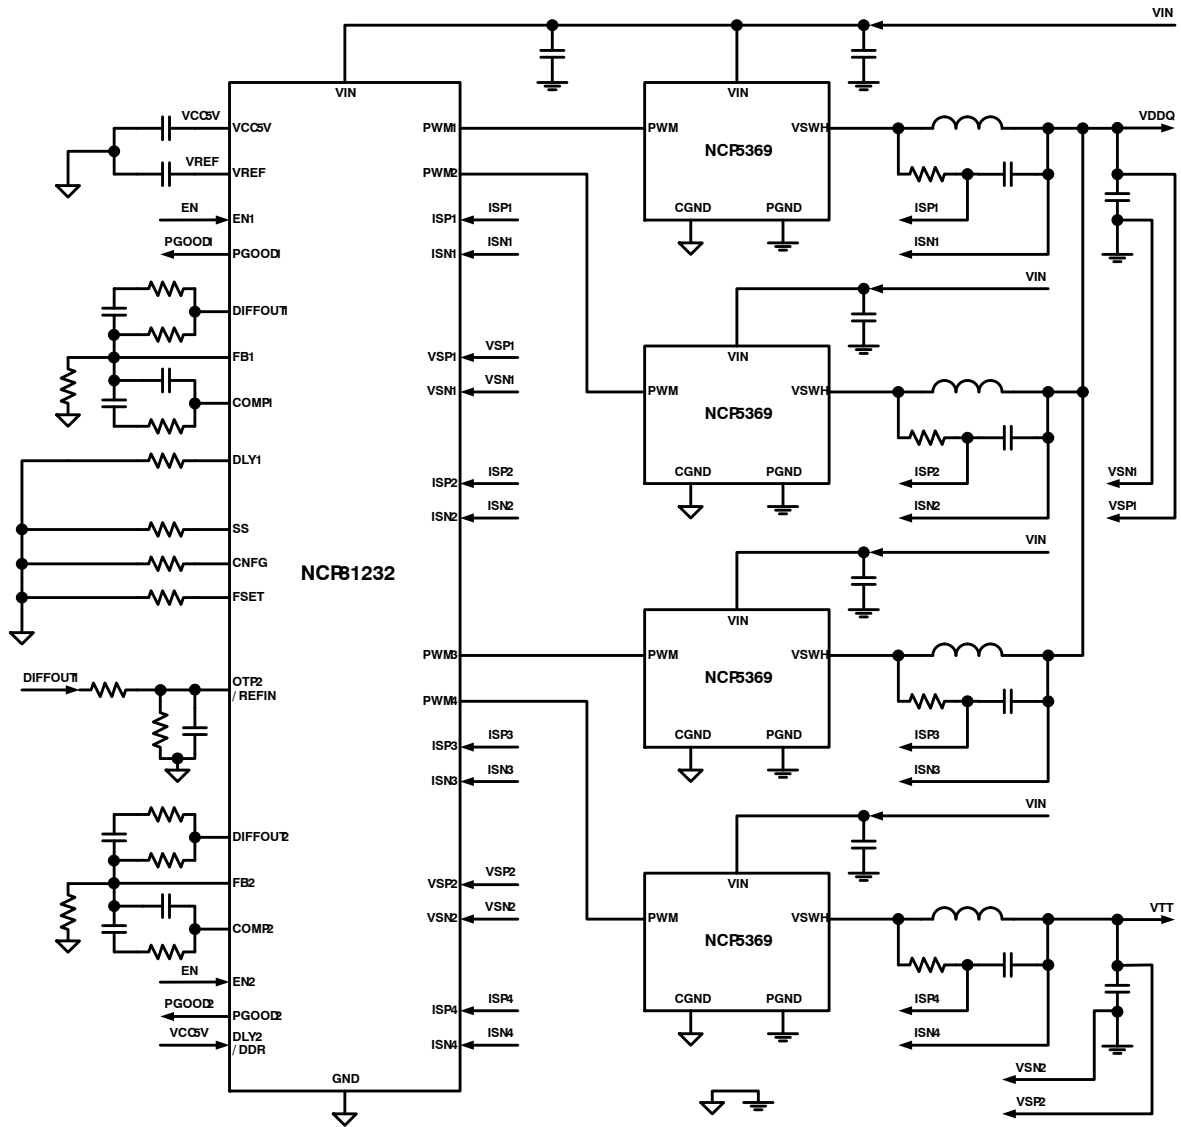 VIN
VIN
VIN
VCC5V
VCC5V
PWM1
PWM
VSWH
VDDQ
NCP5369
VREF
VREF
PWM2
EN
EN1
ISP1
ISP1
CGND
PGND
ISP1
PGOOD1
PGOOD1
ISN1
ISN1
ISN1
VIN
DIFFOUT1
VSP1
VSP1
VIN
FB1
VSN1
VSN1
PWM
VSWH
COMP1
NCP5369
DLY1
ISP2
ISP2
CGND
PGND
ISP2
VSN1
ISN2
ISN2
ISN2
VSP1
SS
VIN
CNFG
NCP81232
FSET
VIN
PWM3
PWM
VSWH
DIFFOUT1
OTP2
/ REFIN
NCP5369
PWM4
ISP3
ISP3
CGND
PGND
ISP3
ISN3
ISN3
ISN3
VIN
DIFFOUT2
FB2
VSP2
VSP2
VIN
COMP2
VSN2
VSN2
PWM
VSWH
VTT
NCP5369
EN
EN2
PGOOD2
PGOOD2
ISP4
ISP4
CGND
PGND
ISP4
VCC5V
DLY2
/ DDR
ISN4
ISN4
ISN4
GND
VSN2
VSP2